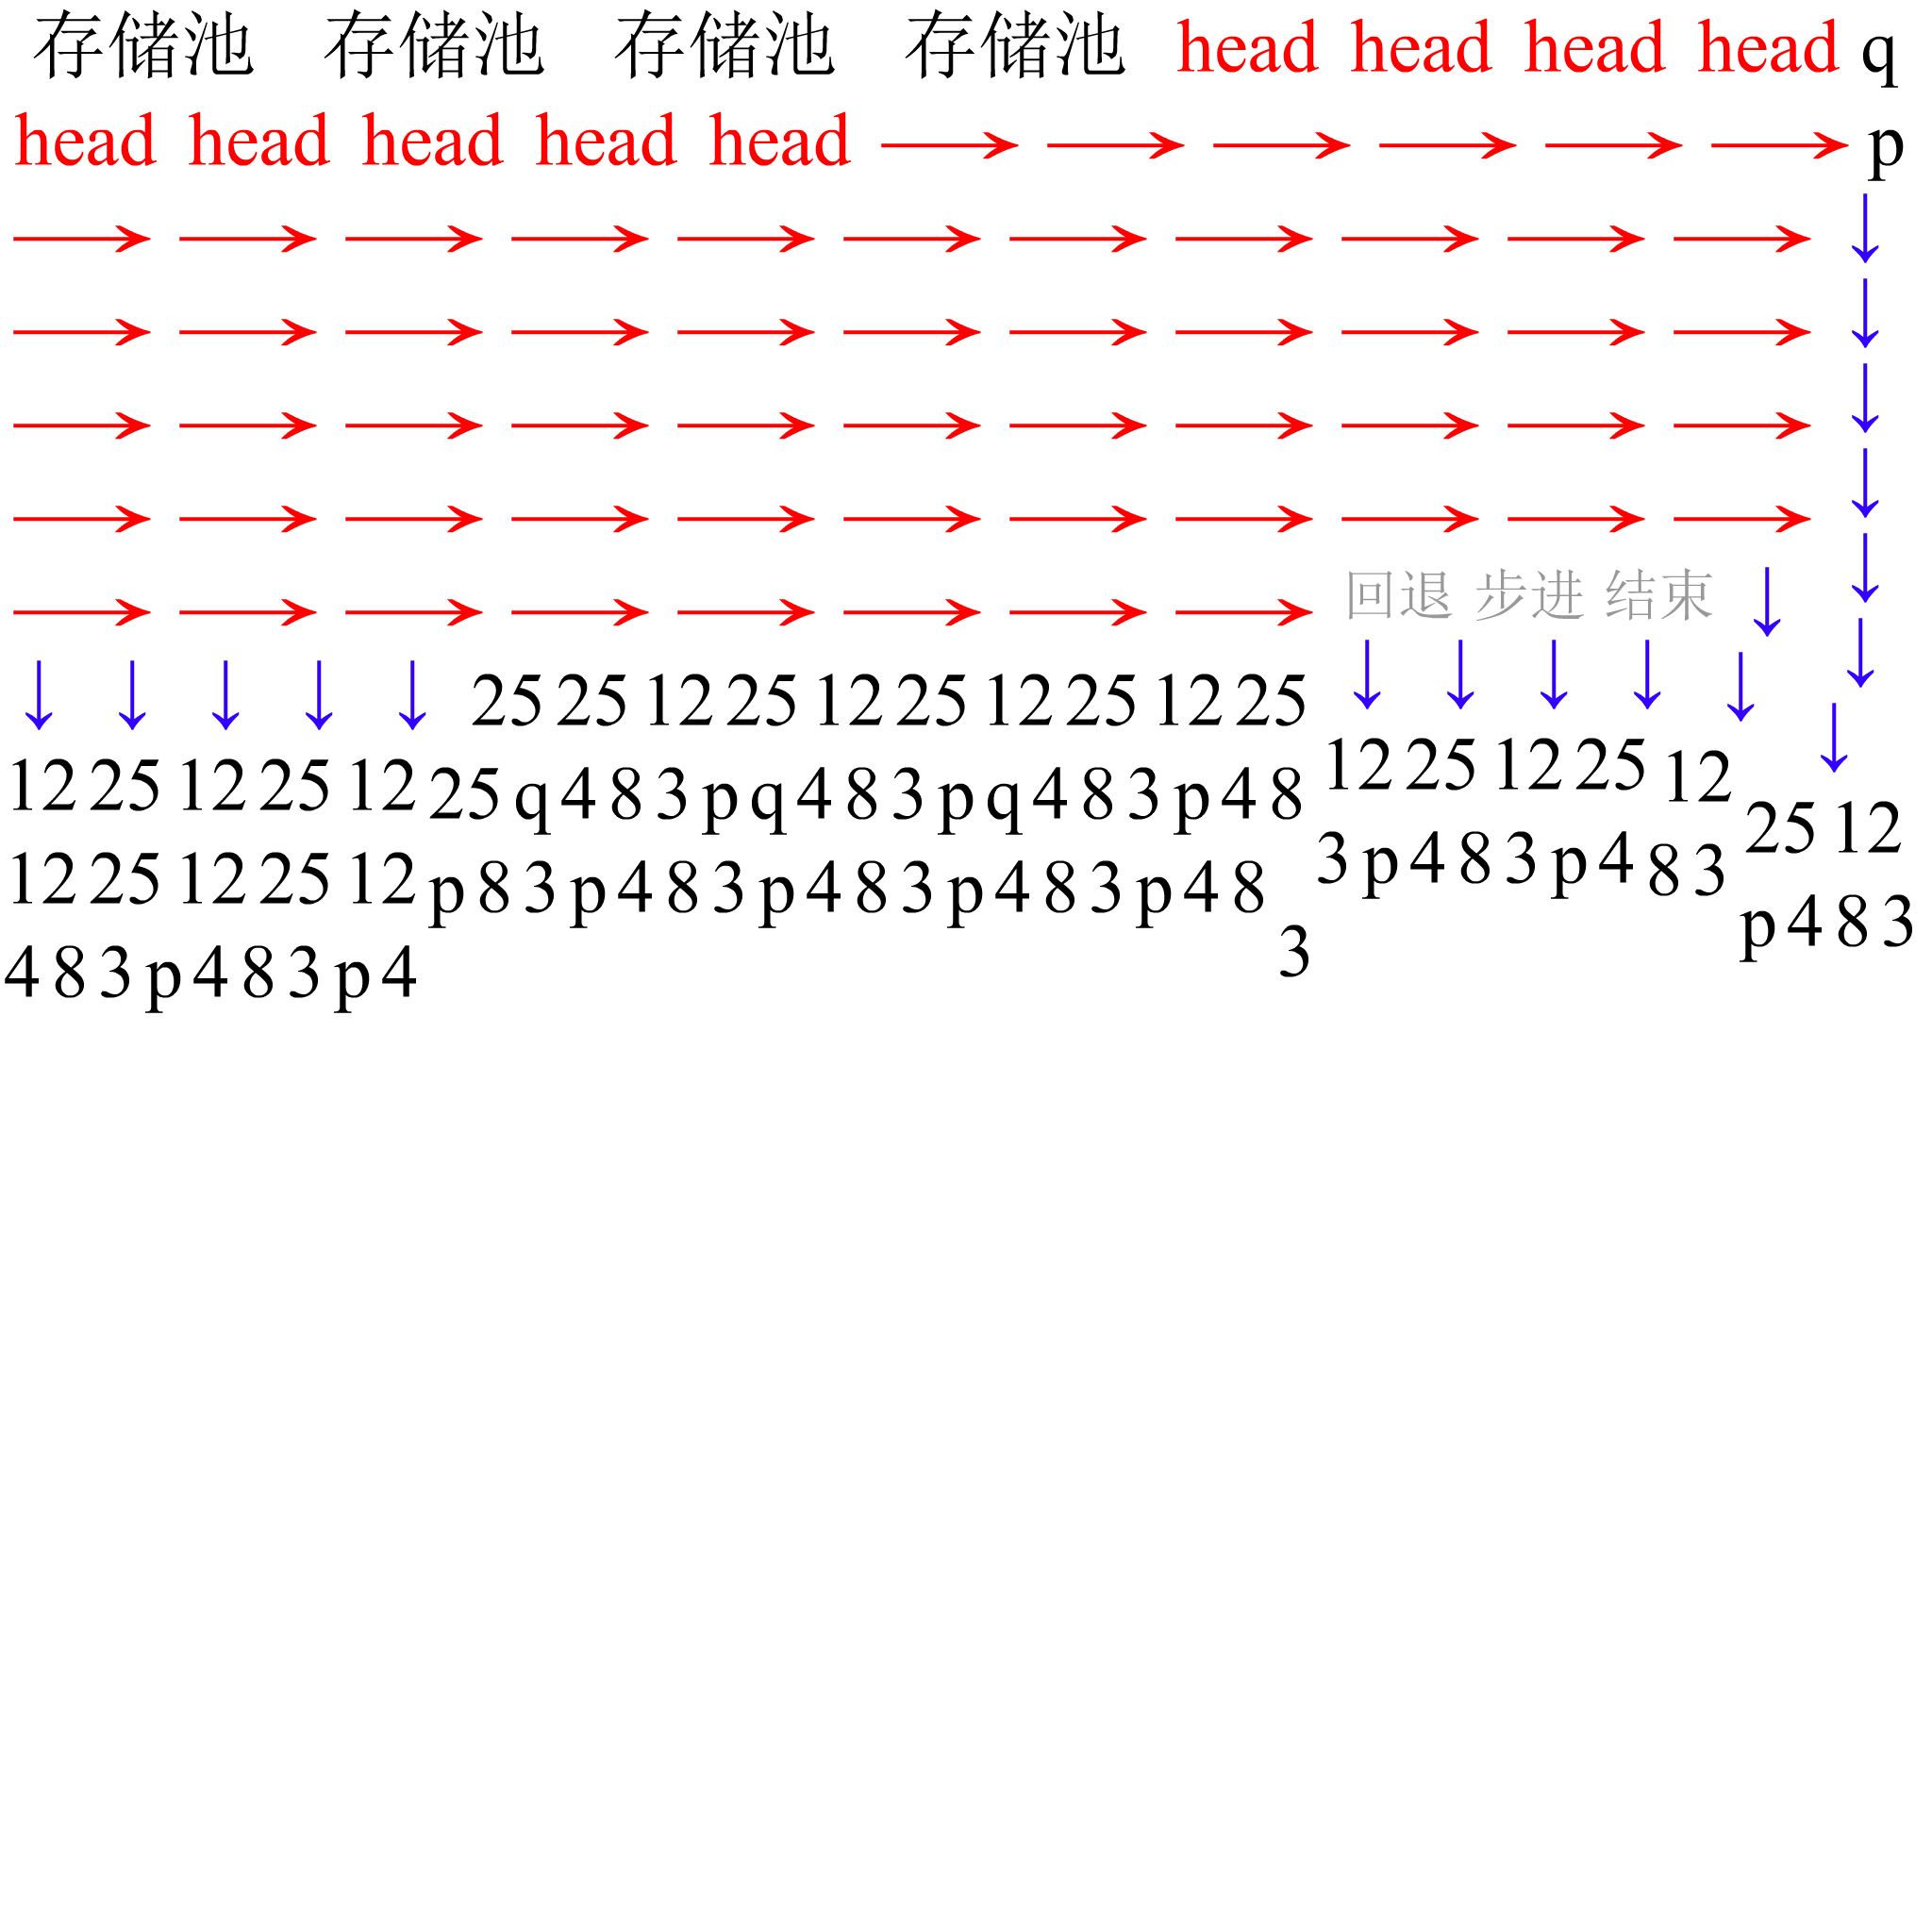 存储池 存储池 存储池 存储池 head head head head q
head head head head head → → → → → → p
→ → → → → → → → → → → ↓
→ → → → → → → → → → → ↓
→ → → → → → → → → → → ↓
→ → → → → → → → → → → ↓
→ → → → → → → → 回退 步进 结束 ↓ ↓
↓ ↓ ↓ ↓ ↓ 25 25 12 25 12 25 12 25 12 25 ↓ ↓ ↓ ↓ ↓ ↓
12 25 12 25 12 25 q 4 8 3 p q 4 8 3 p q 4 8 3 p 4 8 12 25 12 25 12 ↓
25 12
12 25 12 25 12 p 8 3 p 4 8 3 p 4 8 3 p 4 8 3 p 4 8 3 p 4 8 3 p 4 8 3
p 4 8 3
4 8 3 p 4 8 3 p 4 3